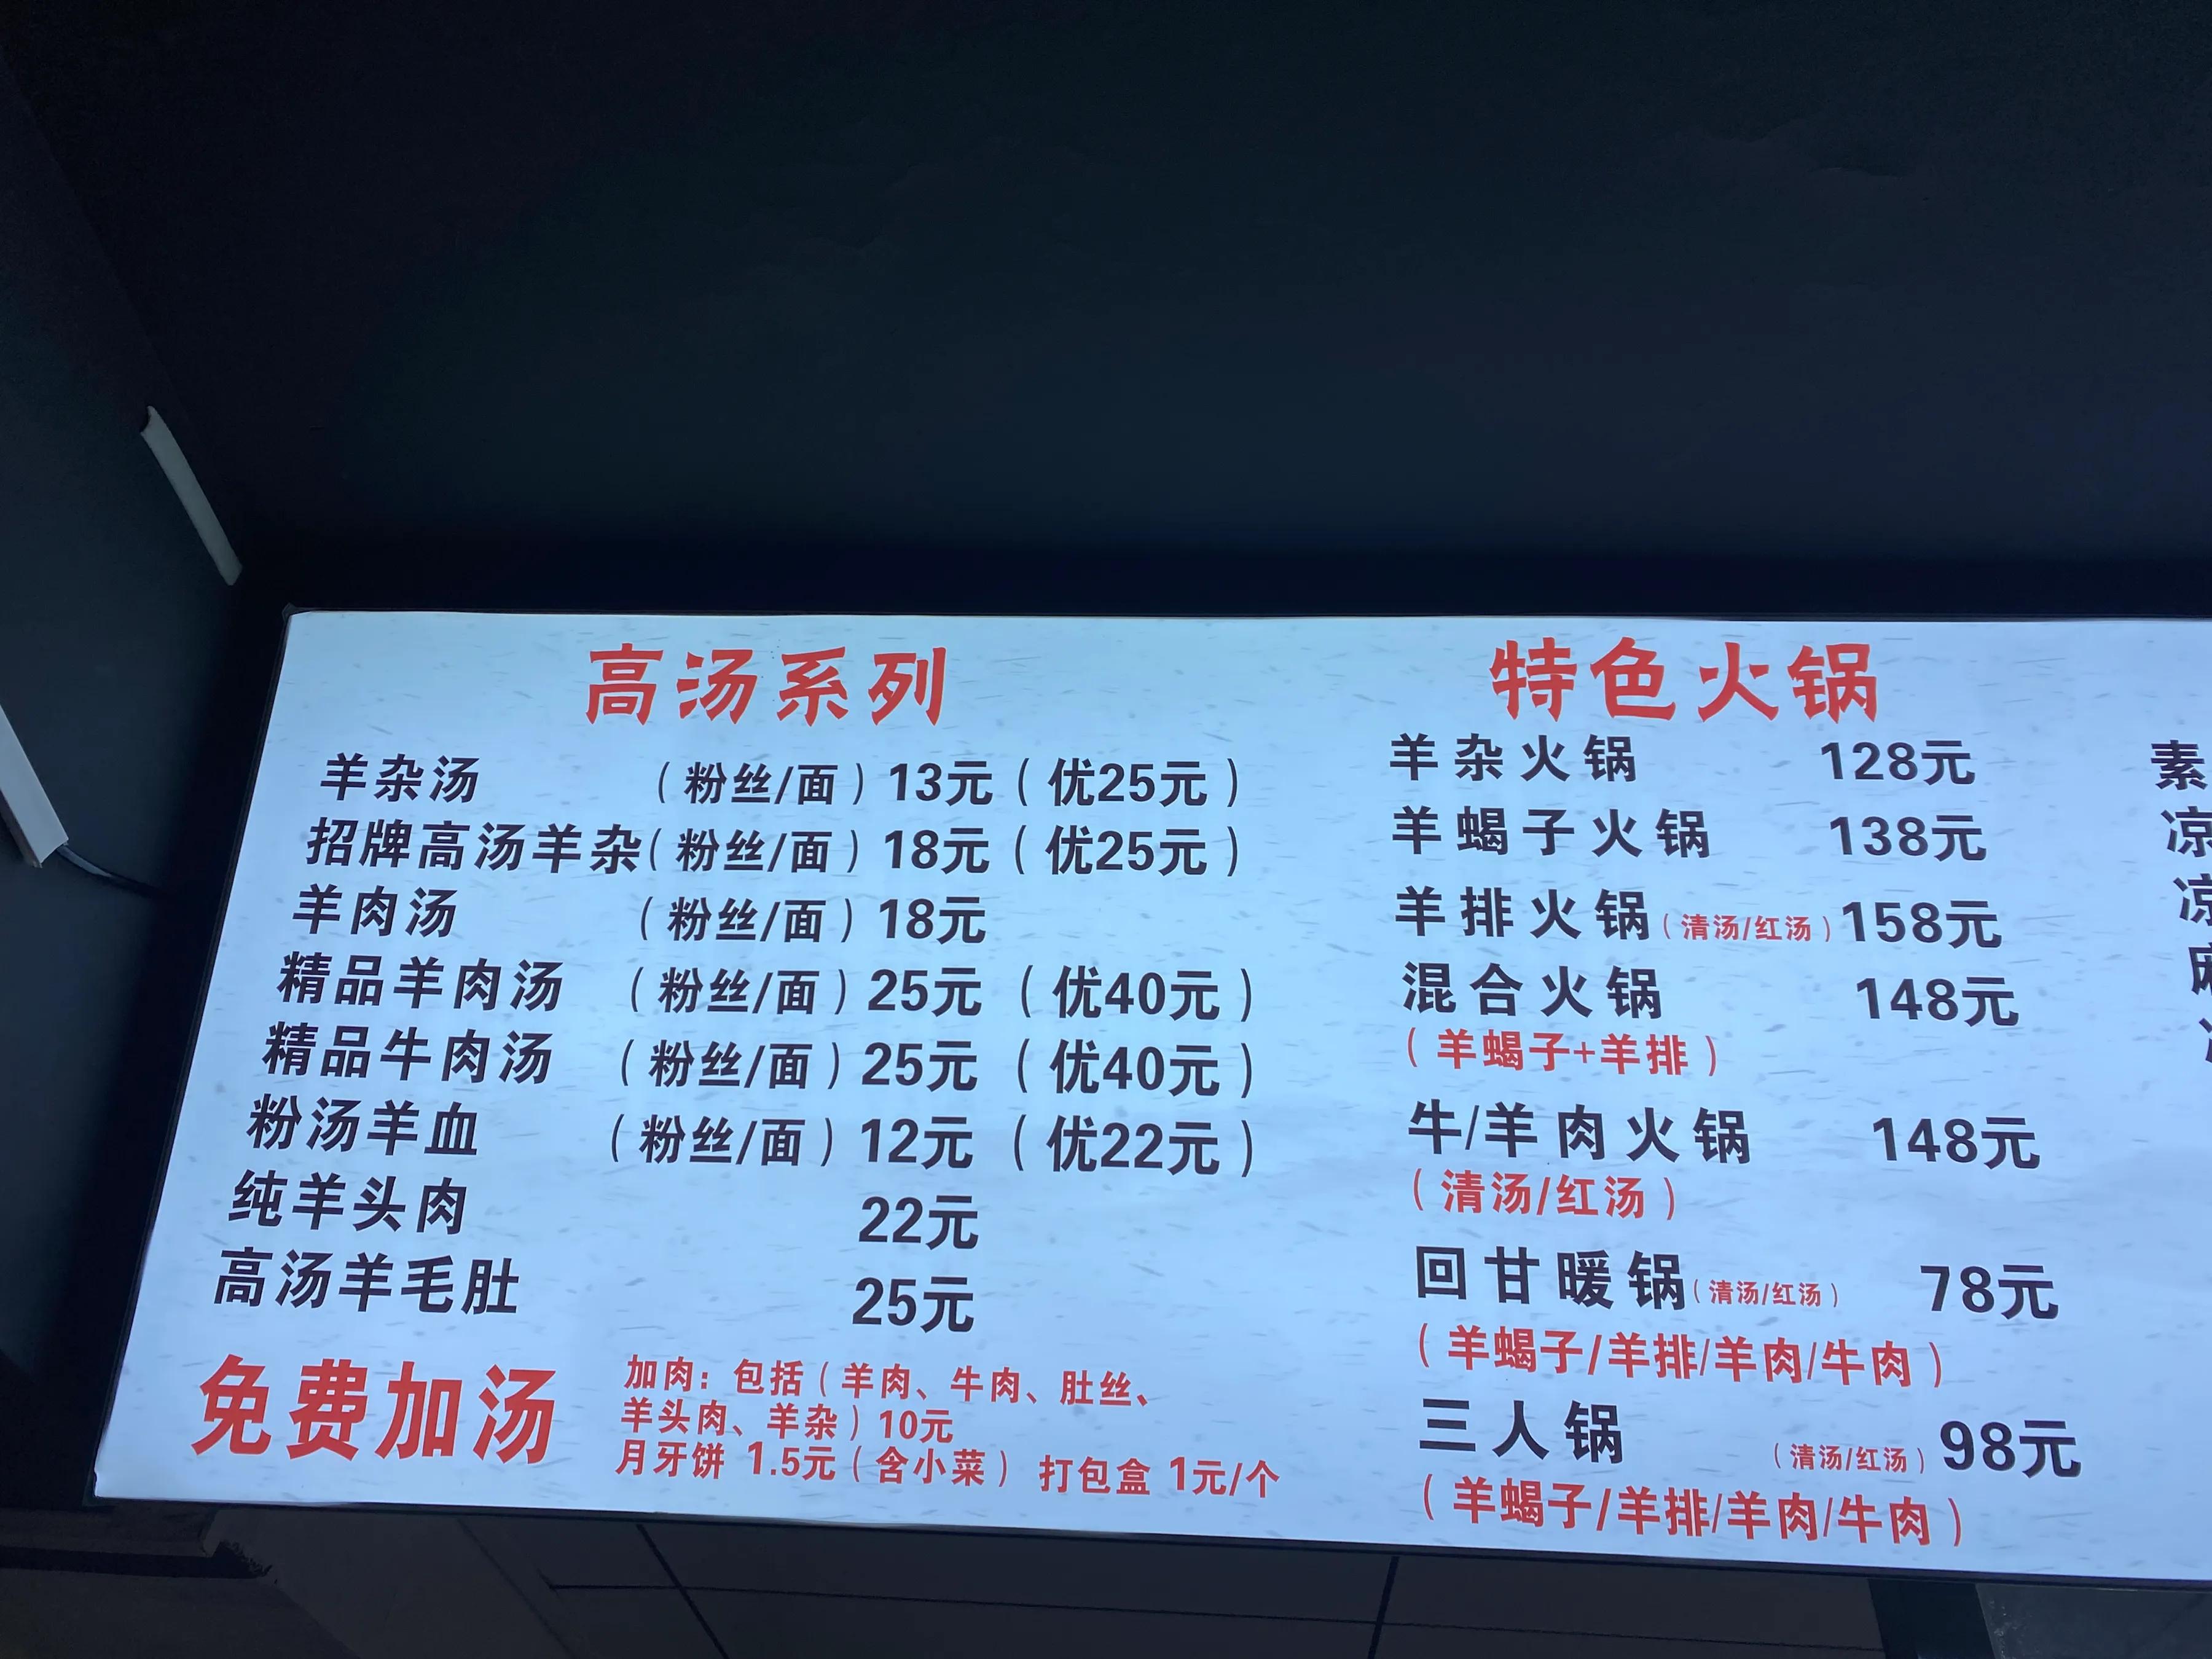 高汤系列
羊杂汤 （粉丝/面）13元（优25元）
招牌高汤羊杂（粉丝/面）18元（优25元）
羊肉汤 （粉丝/面）18元
精品羊肉汤 （粉丝/面）25元（优40元）
精品牛肉汤 （粉丝/面）25元（优40元）
粉汤羊血 （粉丝/面）12元（优22元）
纯羊头肉 22元
高汤羊毛肚 25元
免费加汤
加肉：包括（羊肉、牛肉、肚丝、
羊头肉、羊杂）10元
月牙饼 1.5元（含小菜） 打包盒 1元/个
特色火锅
羊杂火锅 128元
羊蝎子火锅 138元
羊排火锅（清汤/红汤）158元
混合火锅 148元
（羊蝎子+羊排）
牛/羊肉火锅 148元
（清汤/红汤）
回甘暖锅（清汤/红汤） 78元
（羊蝎子/羊排/羊肉/牛肉）
三人锅 （清汤/红汤）98元
（羊蝎子/羊排/羊肉/牛肉）
素
凉